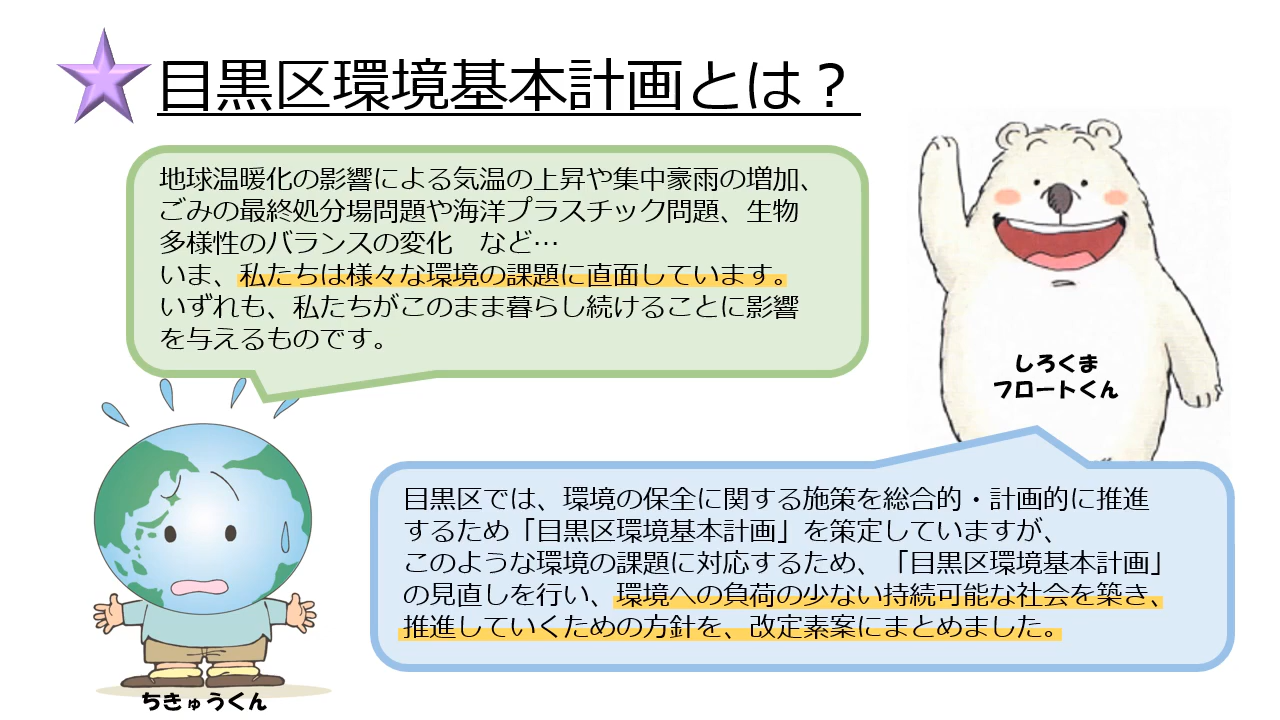 目黒区環境基本計画とは？
地球温暖化の影響による気温の上昇や集中豪雨の増加、
ごみの最終処分場問題や海洋プラスチック問題、生物
多様性のバランスの変化　など…
いま、私たちは様々な環境の課題に直面しています。
いずれも、私たちがこのまま暮らし続けることに影響
を与えるものです。
しろくま
フロートくん
目黒区では、環境の保全に関する施策を総合的・計画的に推進
するため「目黒区環境基本計画」を策定していますが、
このような環境の課題に対応するため、「目黒区環境基本計画」
の見直しを行い、環境への負荷の少ない持続可能な社会を築き、
推進していくための方針を、改定素案にまとめました。
ちきゅうくん